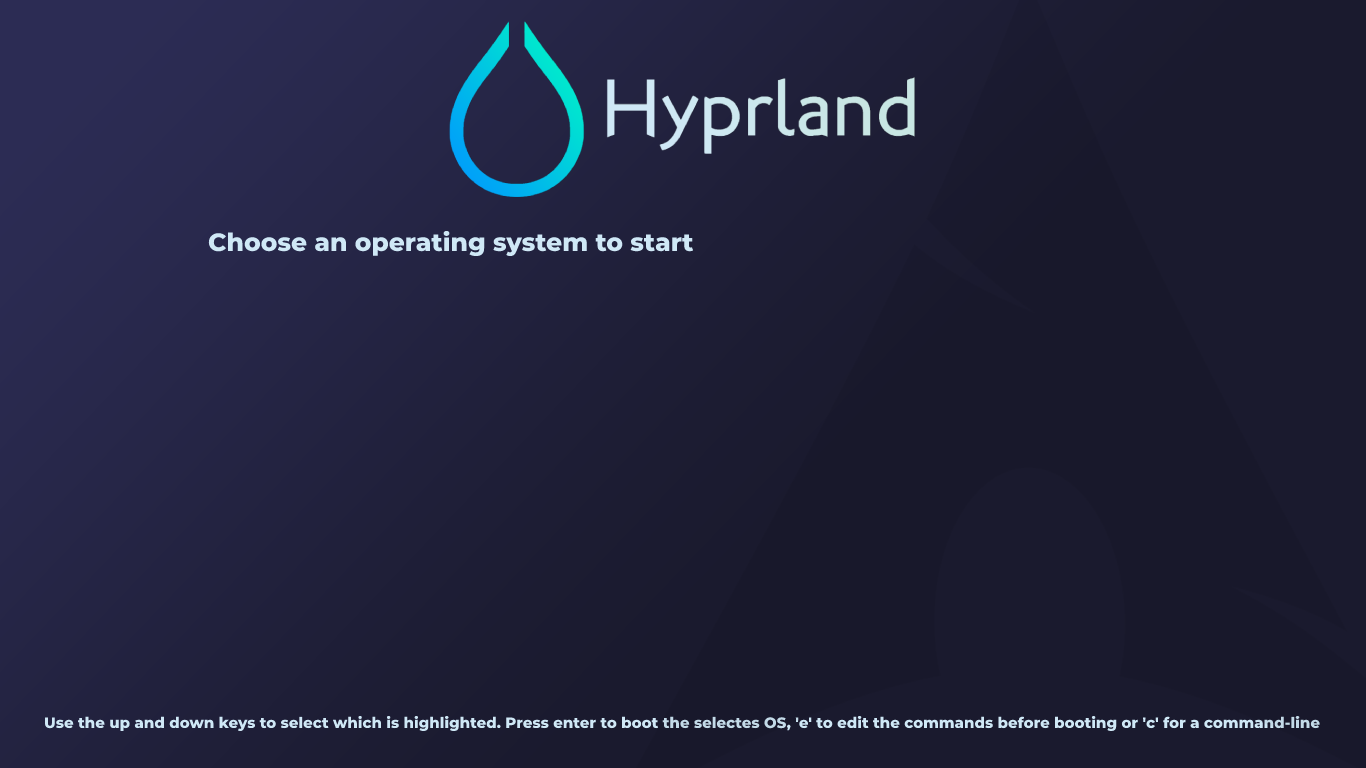 Hyprland
Choose an operating system to start
Use the up and down keys to select which is highlighted. Press enter to boot the selectes OS, 'e' to edit the commands before booting or 'c' for a command-line